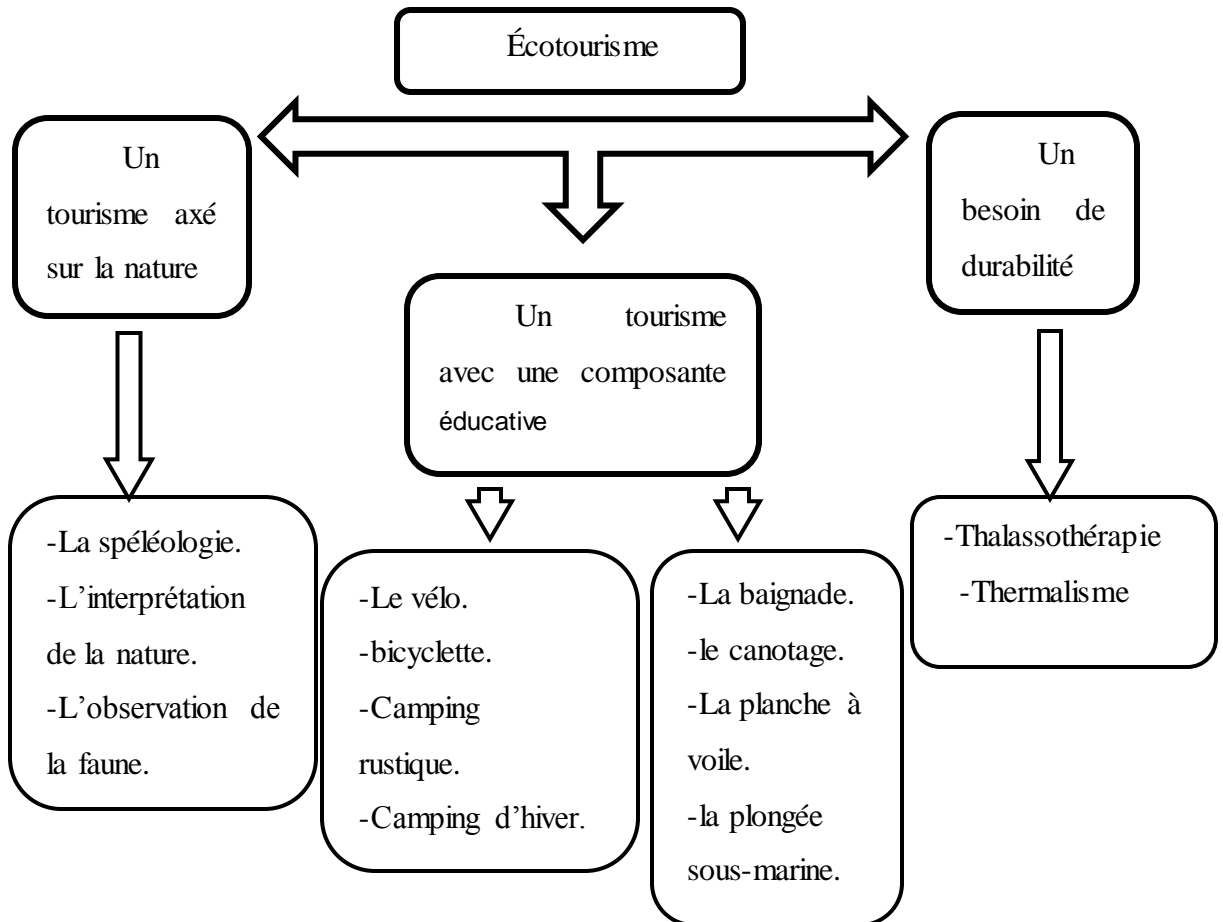 Écotourisme
Un
tourisme axé
sur la nature
Un
besoin de
durabilité
Un tourisme
avec une composante
éducative
-La spéléologie.
-L’interprétation
de la nature.
-L’observation de
la faune.
-Le vélo.
-bicyclette.
-Camping
rustique.
-Camping d’hiver.
-La baignade.
-le canotage.
-La planche à
voile.
-la plongée
sous-marine.
-Thalassothérapie
-Thermalisme